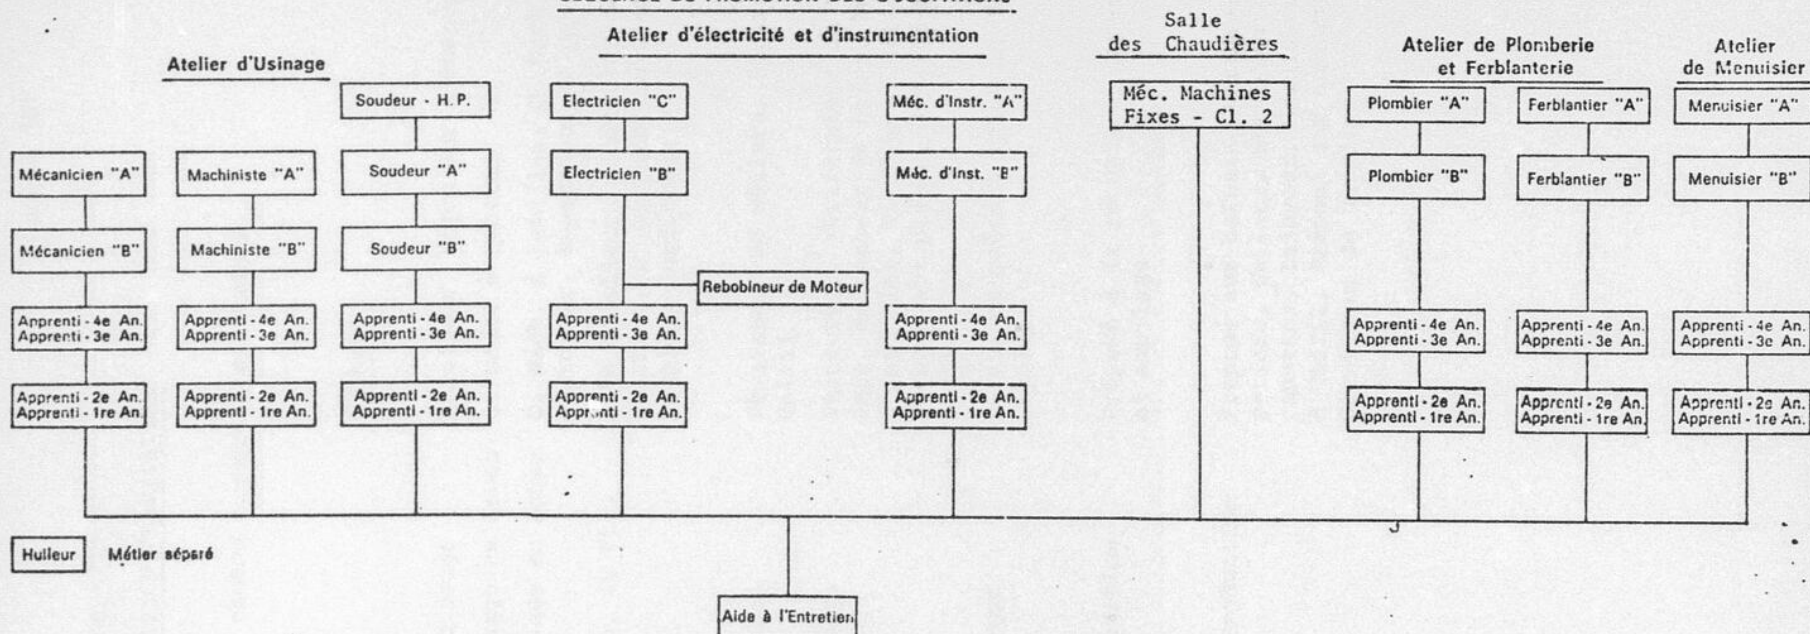 Atelier d'Usinage
Soudeur - H.P.
Mécanicien "A"
Machiniste "A"
Soudeur "A"
Mécanicien "B"
Machiniste "B"
Soudeur "B"
Apprenti - 4e An.
Apprenti - 3e An.
Apprenti - 4e An.
Apprenti - 3e An.
Apprenti - 4e An.
Apprenti - 3e An.
Apprenti - 2e An.
Apprenti - 1re An.
Apprenti - 2e An.
Apprenti - 1re An.
Apprenti - 2e An.
Apprenti - 1re An.
Atelier d'électricité et d'instrumentation
Electricien "C"
Méc. d'Instr. "A"
Electricien "B"
Méc. d'Inst. "B"
Rebobineur de Moteur
Apprenti - 4e An.
Apprenti - 3e An.
Apprenti - 4e An.
Apprenti - 3e An.
Apprenti - 2e An.
Apprenti - 1re An.
Apprenti - 2e An.
Apprenti - 1re An.
Salle
des Chaudières
Méc. Machines
Fixes - Cl. 2
Atelier de Plomberie
et Ferblanterie
Plombier "A"
Ferblantier "A"
Plombier "B"
Ferblantier "B"
Apprenti - 4e An.
Apprenti - 3e An.
Apprenti - 4e An.
Apprenti - 3e An.
Apprenti - 2e An.
Apprenti - 1re An.
Apprenti - 2e An.
Apprenti - 1re An.
Atelier
de Menuisier
Menuisier "A"
Menuisier "B"
Apprenti - 4e An.
Apprenti - 3e An.
Apprenti - 2e An.
Apprenti - 1re An.
Huileur Métier séparé
Aide à l'Entretien